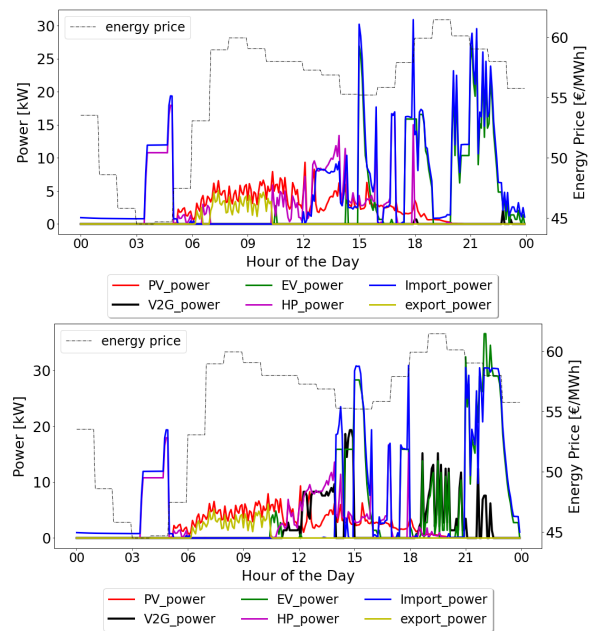 energy price
30
25
20
15
10
5
0
Power [kW]
60
55
50
45
Energy Price [€/MWh]
00 03 06 09 12 15 18 21 00
Hour of the Day
PV_power EV_power Import_power
V2G_power HP_power export_power
energy price
30
20
10
0
Power [kW]
60
55
50
45
Energy Price [€/MWh]
00 03 06 09 12 15 18 21 00
Hour of the Day
PV_power EV_power Import_power
V2G_power HP_power export_power